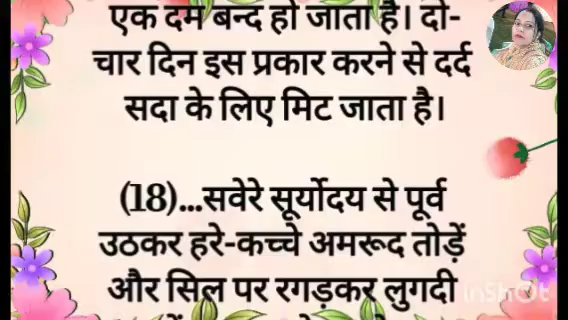 एक दम बन्द हो जाता है। दो-
चार दिन इस प्रकार करने से दर्द
सदा के लिए मिट जाता है।
(18)...सवेरे सूर्योदय से पूर्व
उठकर हरे-कच्चे अमरूद तोड़ें
और सिल पर रगड़कर लुगदी
InShOt